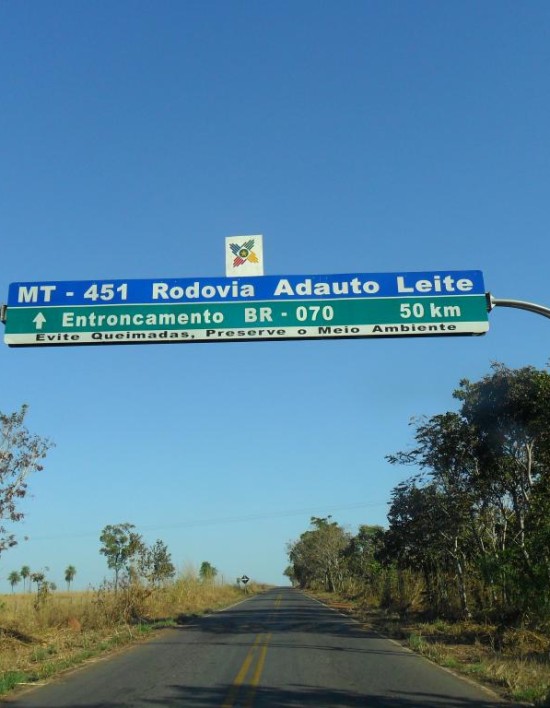 MT - 451 Rodovia Adauto Leite
↑ Entroncamento BR - 070 50 km
Evite Queimadas, Preserve o Meio Ambiente